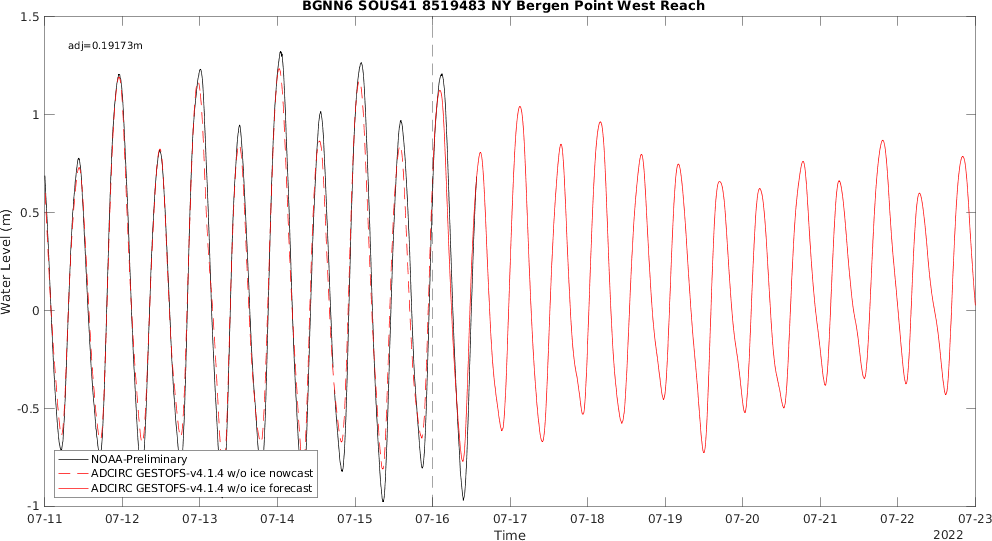 BGNN6 SOUS41 8519483 NY Bergen Point West Reach
1.5
adj=0.19173m
1
0.5
Water Level (m)
0
-0.5
-1
NOAA-Preliminary
ADCIRC GESTOFS-v4.1.4 w/o ice nowcast
ADCIRC GESTOFS-v4.1.4 w/o ice forecast
07-11 07-12 07-13 07-14 07-15 07-16 07-17 07-18 07-19 07-20 07-21 07-22 07-23
Time
2022